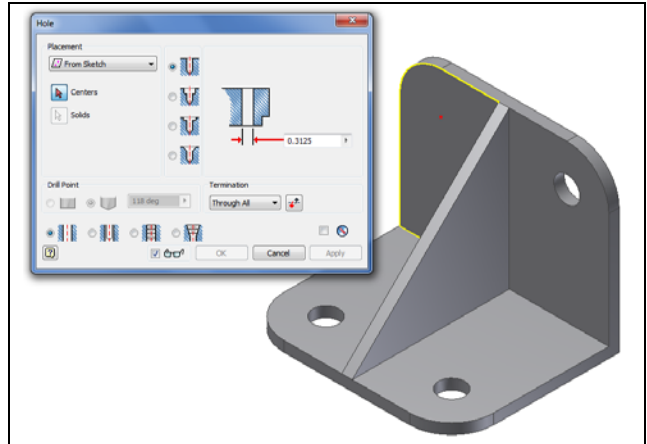 Hole
Placement
From Sketch
Centers
Solids
0.3125
Drill Point
118 deg
Termination
Through All
OK
Cancel
Apply